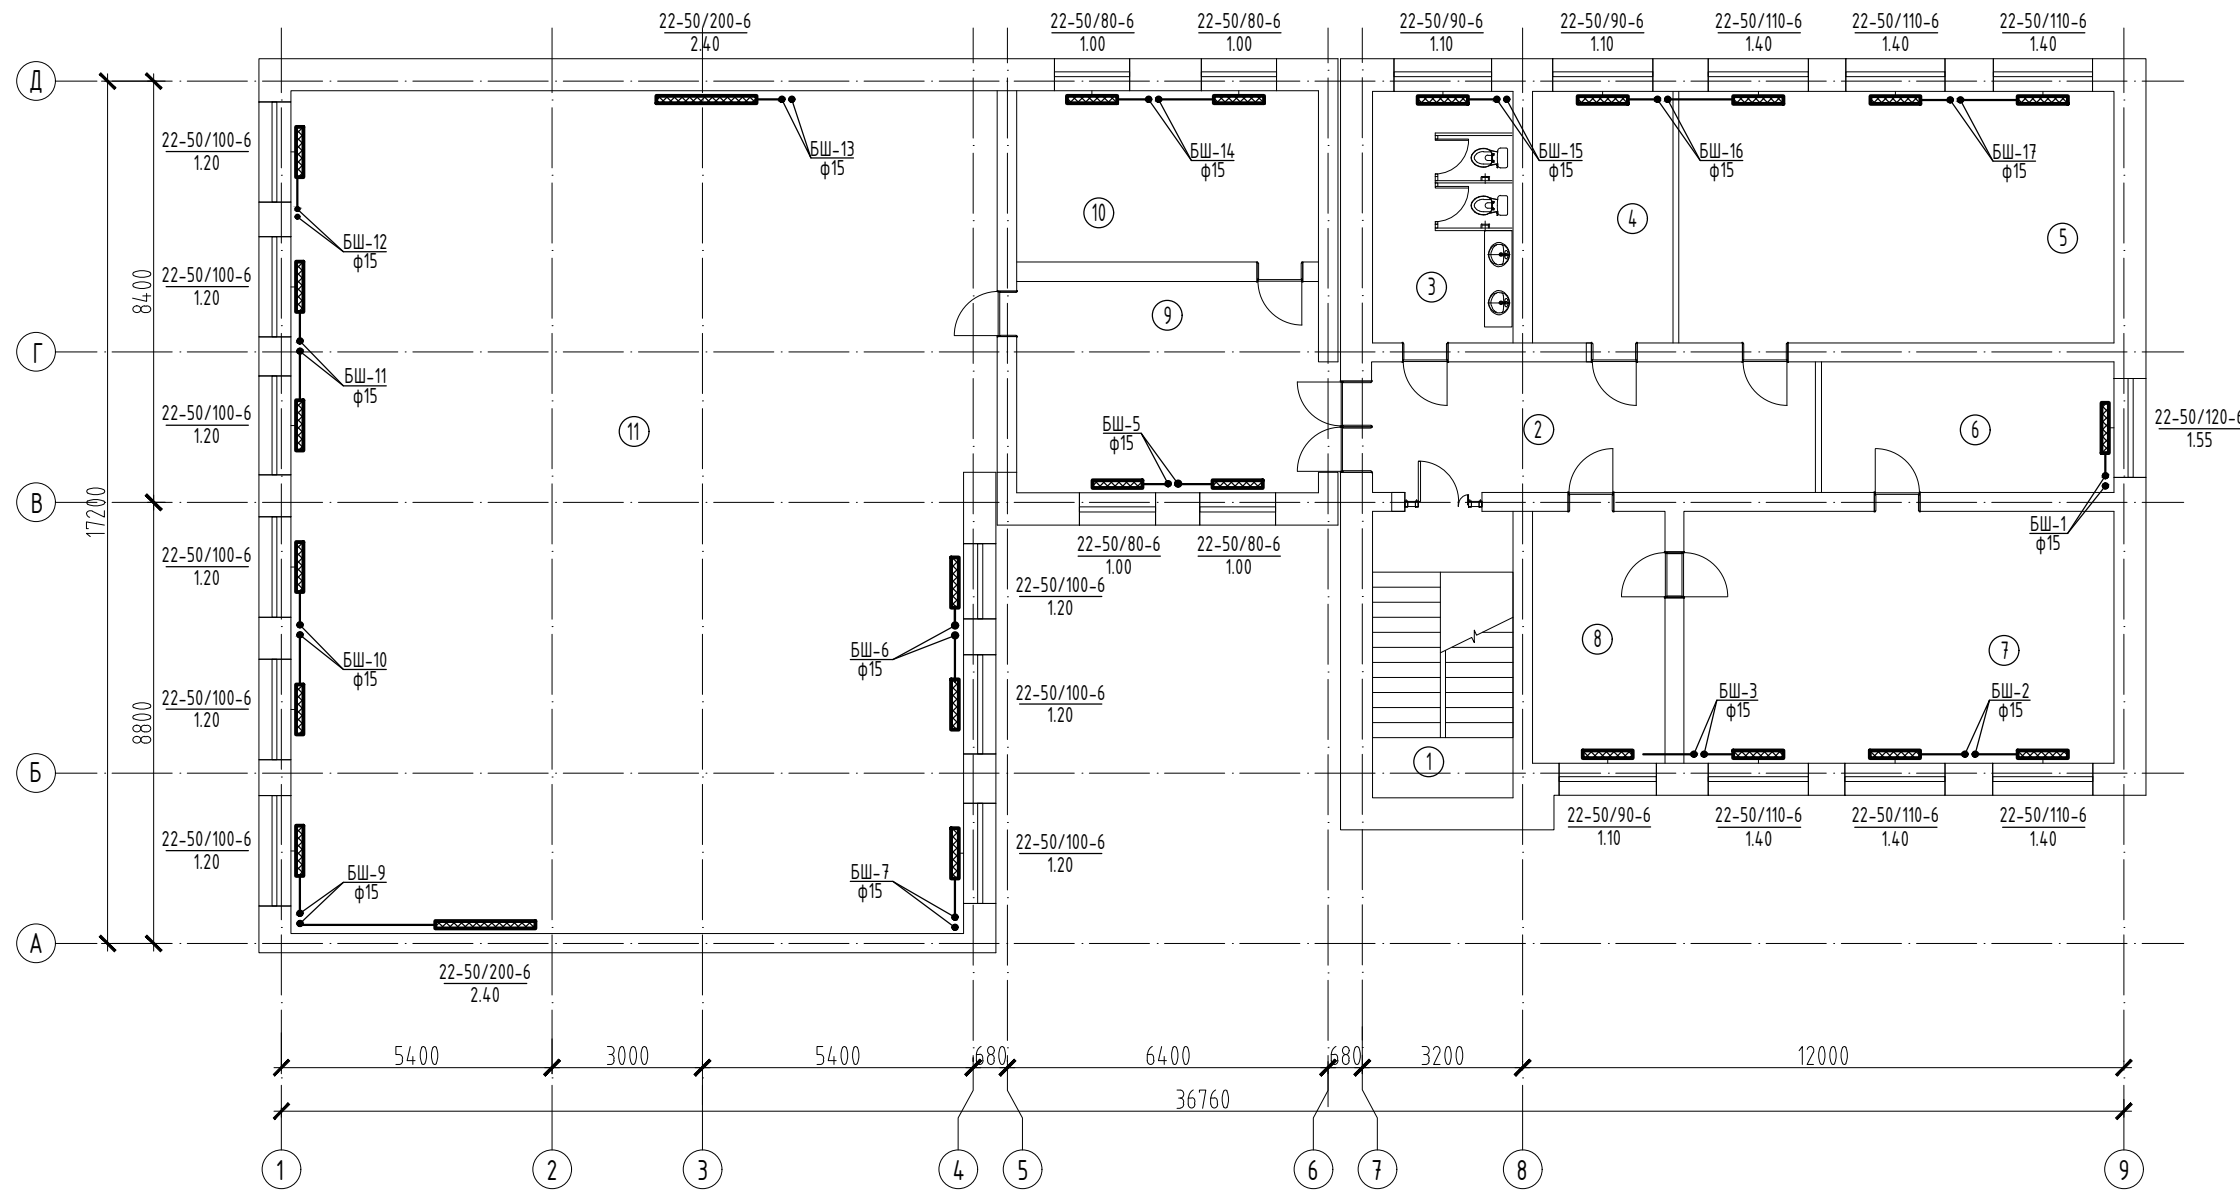 22-50/200-6
2.40
22-50/80-6
1.00
22-50/80-6
1.00
22-50/90-6
1.10
22-50/90-6
1.10
22-50/110-6
1.40
22-50/110-6
1.40
22-50/110-6
1.40
Д
22-50/100-6
1.20
БШ-13
ф15
БШ-14
ф15
БШ-15
ф15
БШ-16
ф15
БШ-17
ф15
10
4
5
БШ-12
ф15
22-50/100-6
1.20
8400
3
9
Г
БШ-11
ф15
22-50/100-6
1.20
11
БШ-5
ф15
2
6
22-50/120-6
1.55
17200
В
БШ-1
ф15
22-50/80-6
1.00
22-50/80-6
1.00
22-50/100-6
1.20
22-50/100-6
1.20
БШ-10
ф15
БШ-6
ф15
8
7
22-50/100-6
1.20
22-50/100-6
1.20
БШ-3
ф15
БШ-2
ф15
8800
1
Б
22-50/100-6
1.20
22-50/100-6
1.20
22-50/90-6
1.10
22-50/110-6
1.40
22-50/110-6
1.40
22-50/110-6
1.40
БШ-9
ф15
БШ-7
ф15
А
22-50/200-6
2.40
5400
3000
5400
680
6400
680
3200
12000
36760
1
2
3
4
5
6
7
8
9